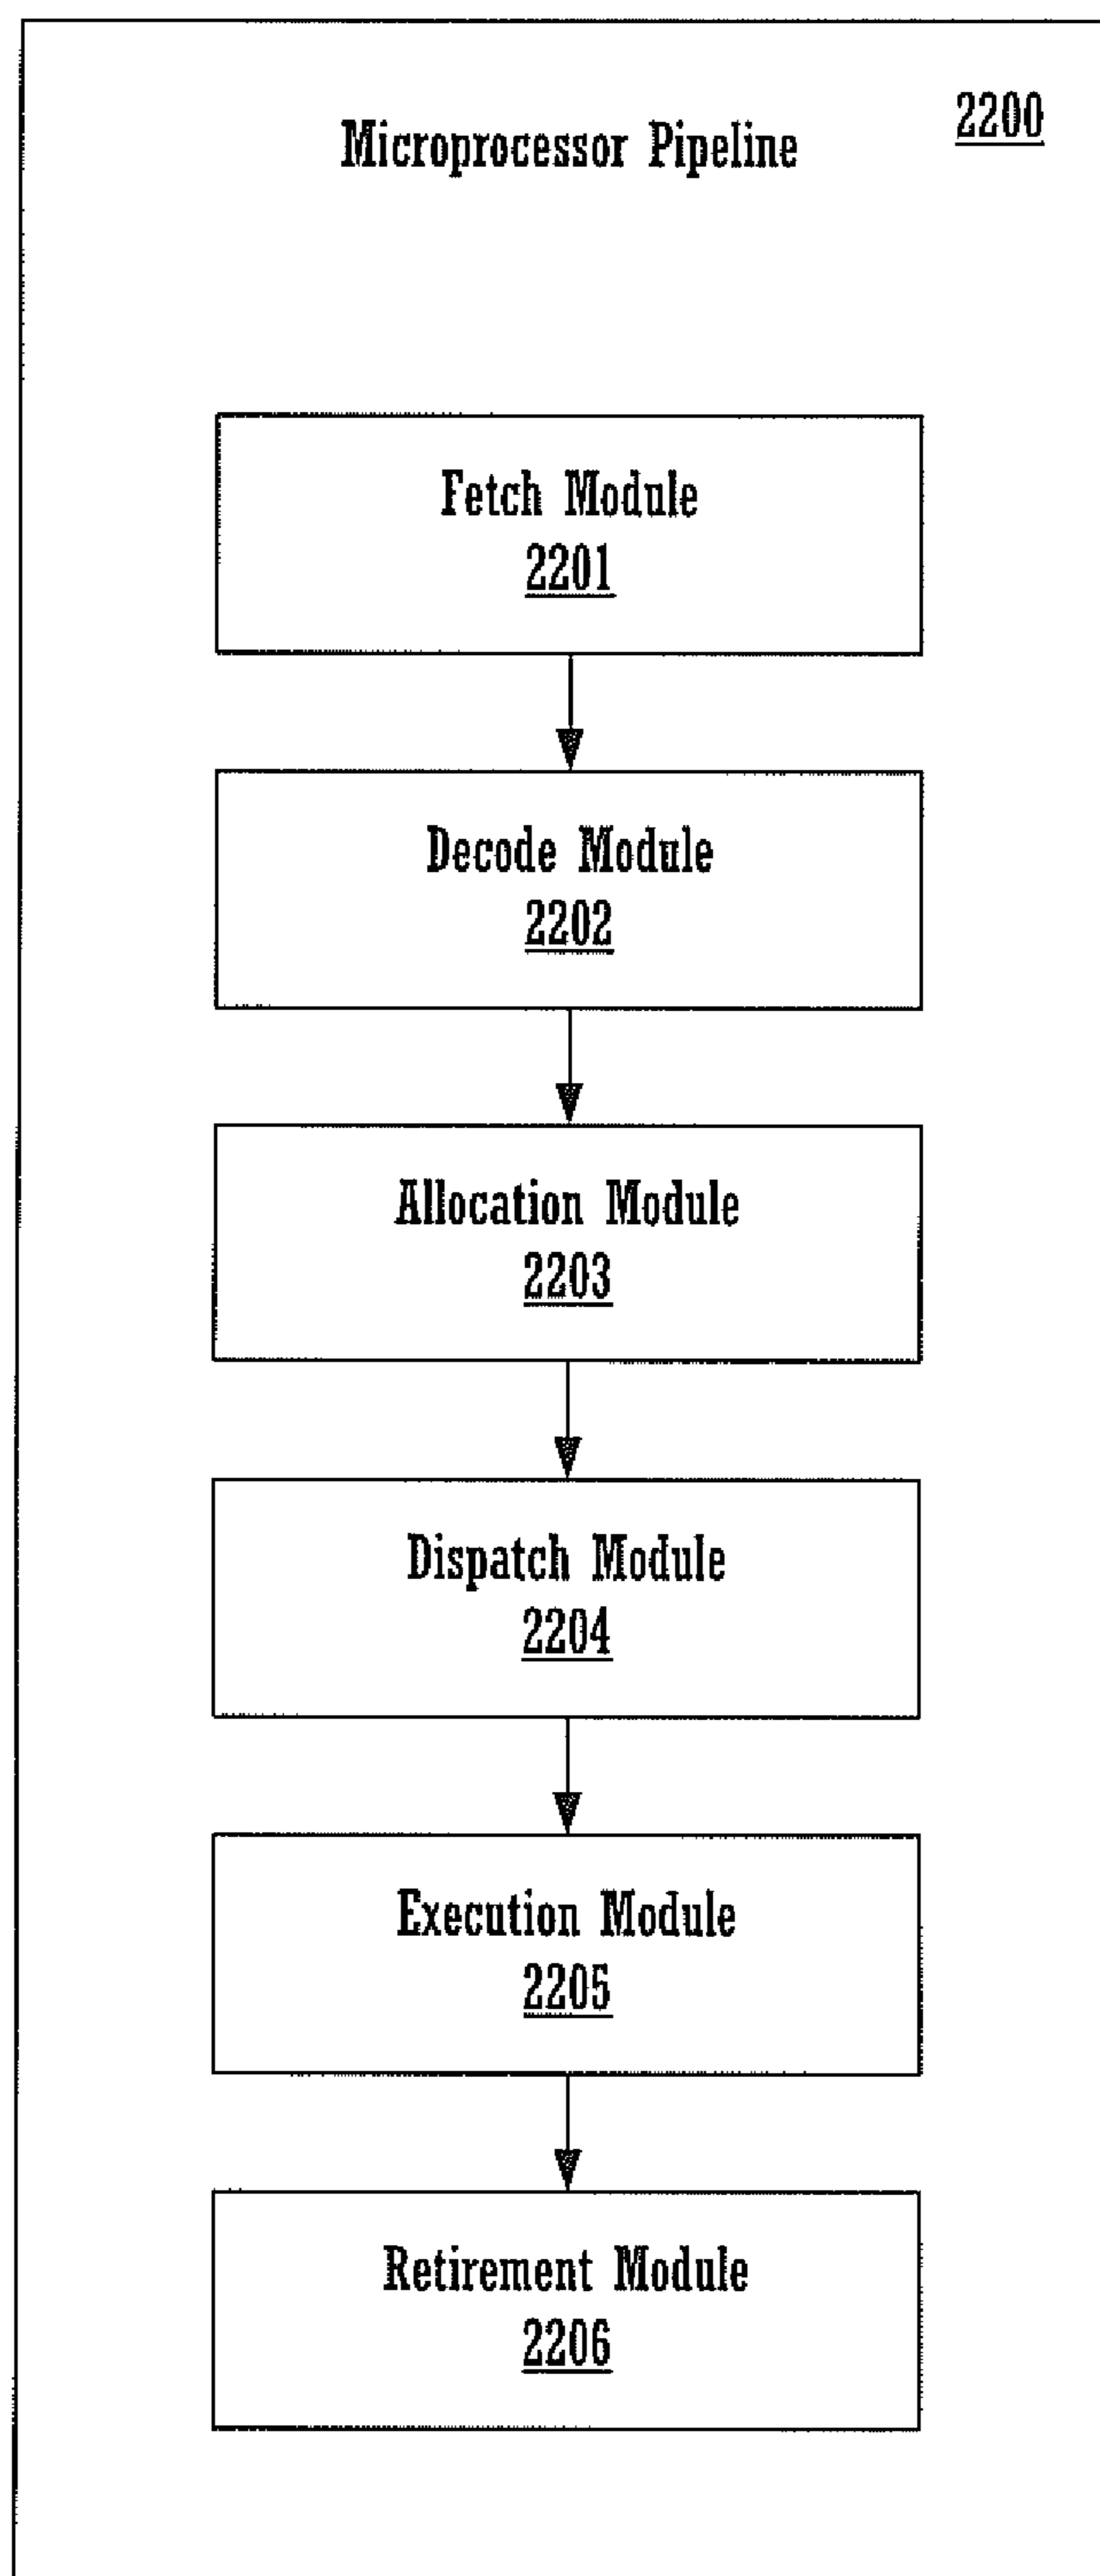 2200
Microprocessor Pipeline
Fetch Module
2201
Decode Module
2202
Allocation Module
2203
Dispatch Module
2204
Execution Module
2205
Retirement Module
2206